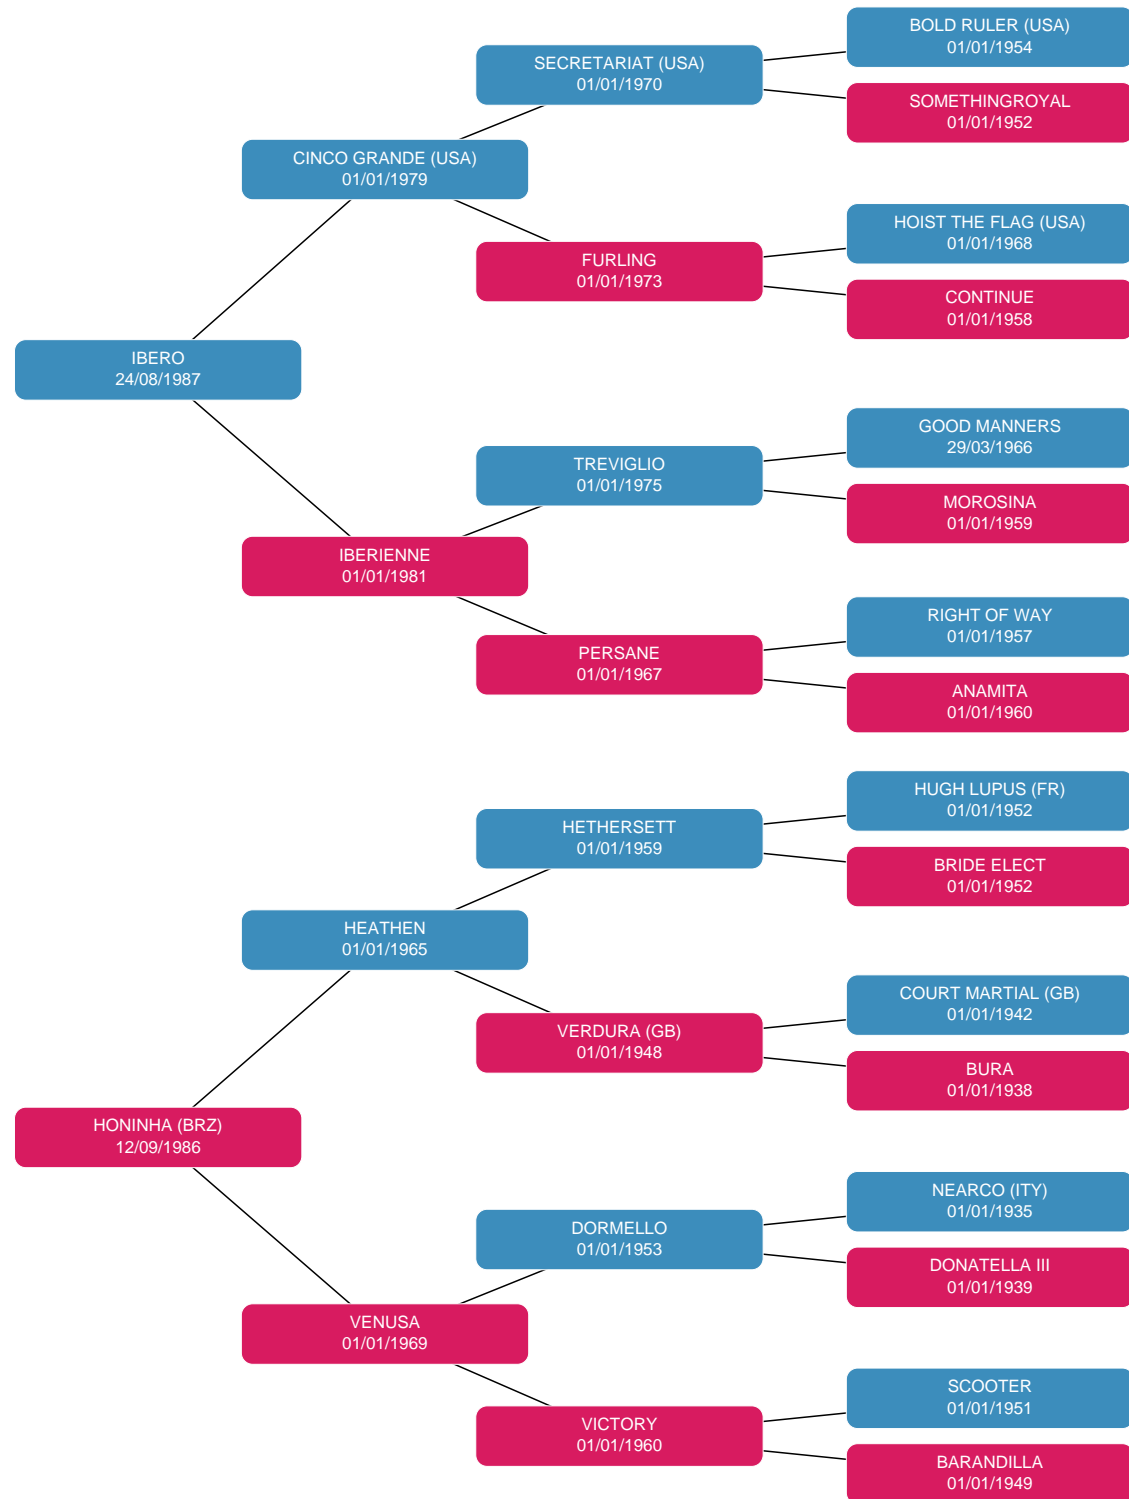 BOLD RULER (USA)
01/01/1954
SECRETARIAT (USA)
01/01/1970
SOMETHINGROYAL
01/01/1952
CINCO GRANDE (USA)
01/01/1979
HOIST THE FLAG (USA)
01/01/1968
FURLING
01/01/1973
CONTINUE
01/01/1958
IBERO
24/08/1987
GOOD MANNERS
29/03/1966
TREVIGLIO
01/01/1975
MOROSINA
01/01/1959
IBERIENNE
01/01/1981
RIGHT OF WAY
01/01/1957
PERSANE
01/01/1967
ANAMITA
01/01/1960
HUGH LUPUS (FR)
01/01/1952
HETHERSETT
01/01/1959
BRIDE ELECT
01/01/1952
HEATHEN
01/01/1965
COURT MARTIAL (GB)
01/01/1942
VERDURA (GB)
01/01/1948
BURA
01/01/1938
HONINHA (BRZ)
12/09/1986
NEARCO (ITY)
01/01/1935
DORMELLO
01/01/1953
DONATELLA III
01/01/1939
VENUSA
01/01/1969
SCOOTER
01/01/1951
VICTORY
01/01/1960
BARANDILLA
01/01/1949